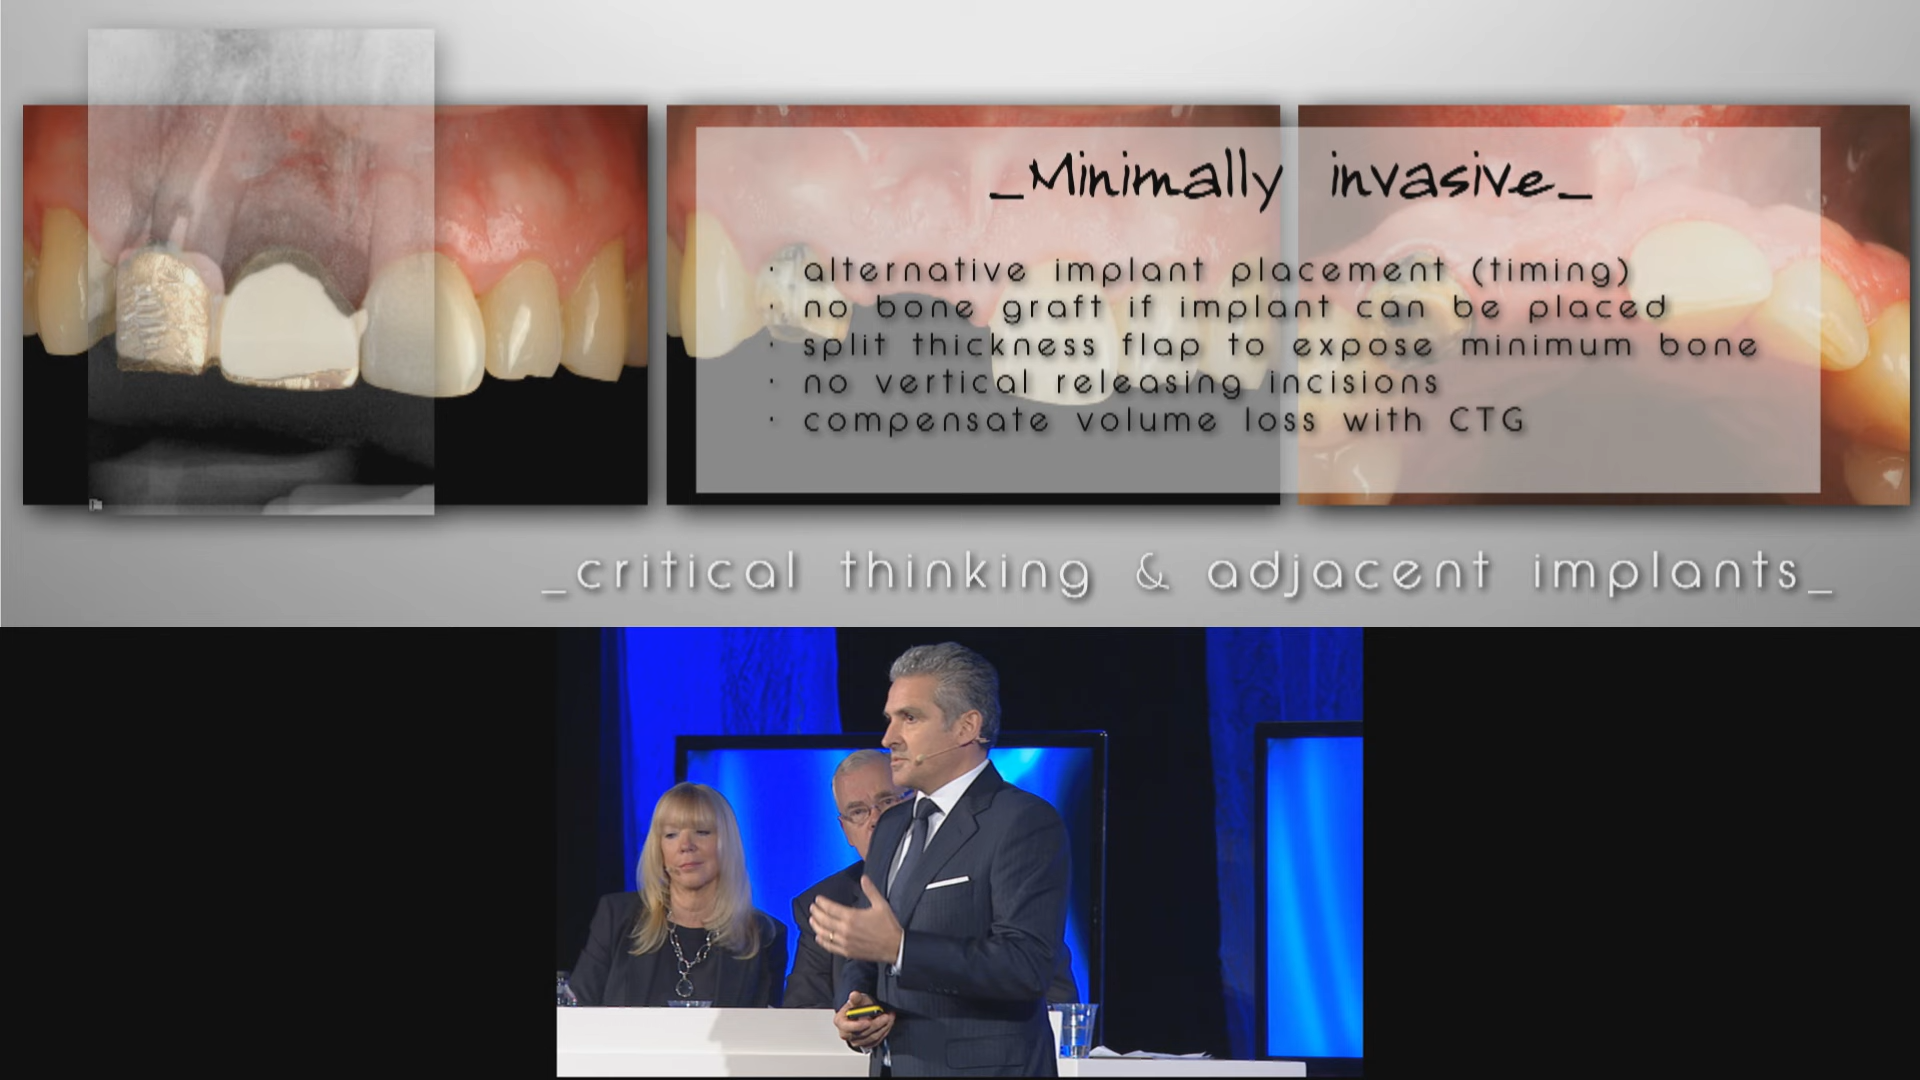 _Minimally invasive_
· alternative implant placement (timing)
· no bone graft if implant can be placed
· split thickness flap to expose minimum bone
· no vertical releasing incisions
· compensate volume loss with CTG
_critical thinking & adjacent implants_